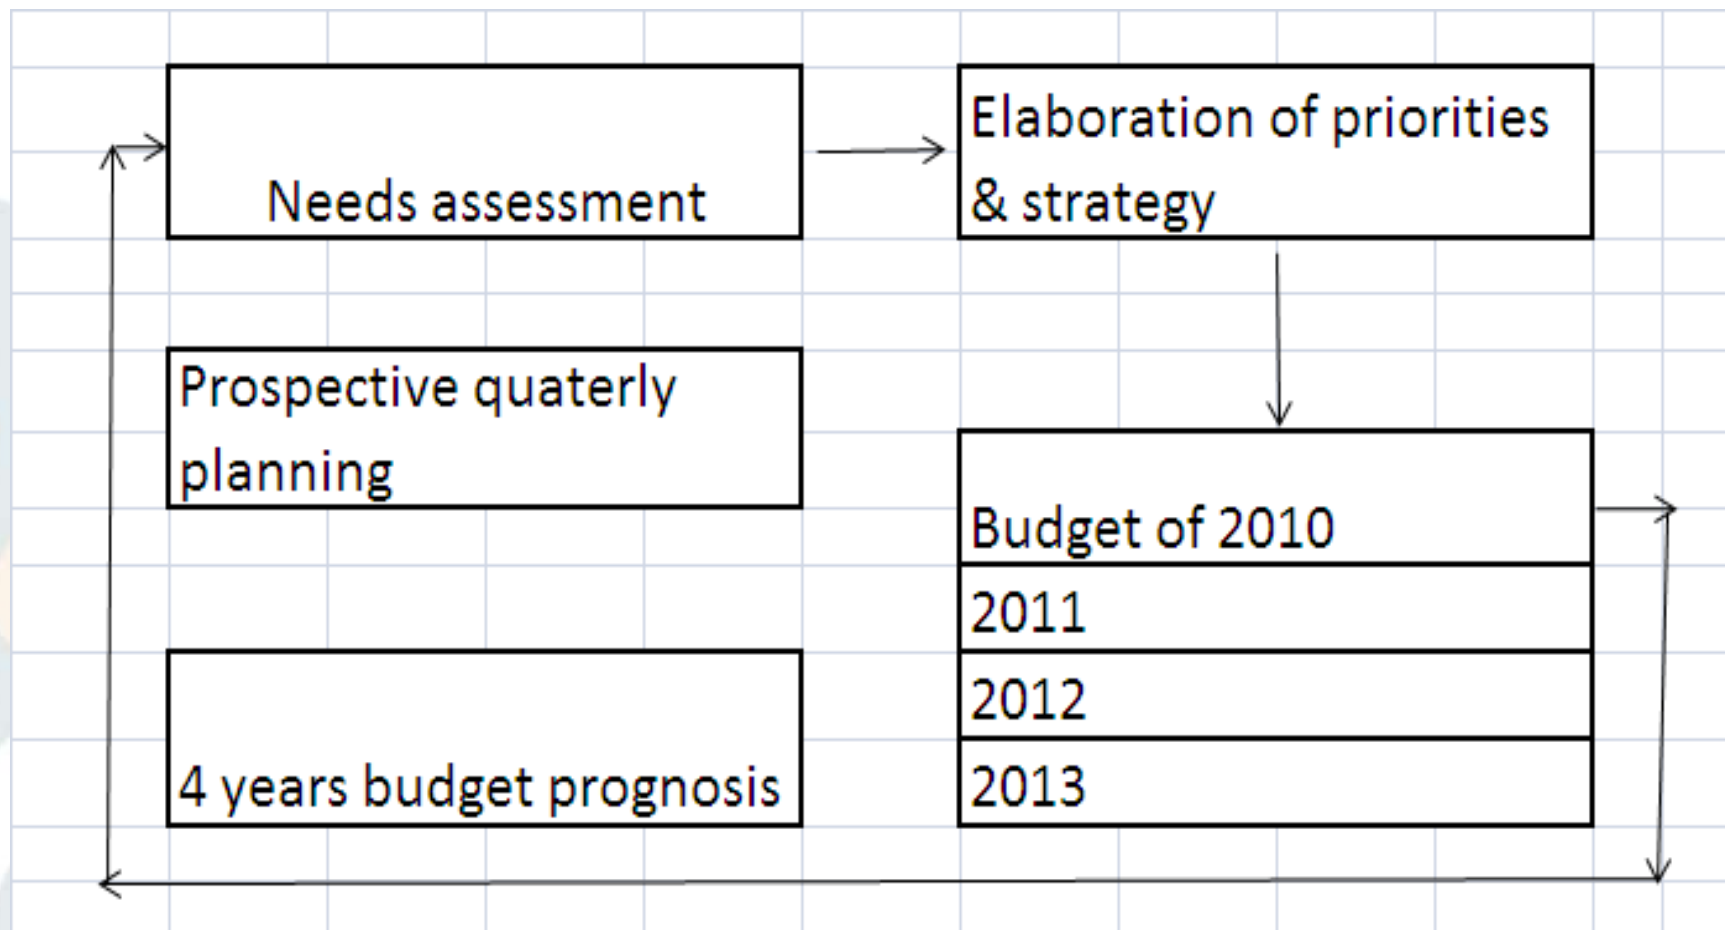 Needs assessment
Elaboration of priorities
& strategy
Prospective quaterly
planning
Budget of 2010
2011
2012
2013
4 years budget prognosis